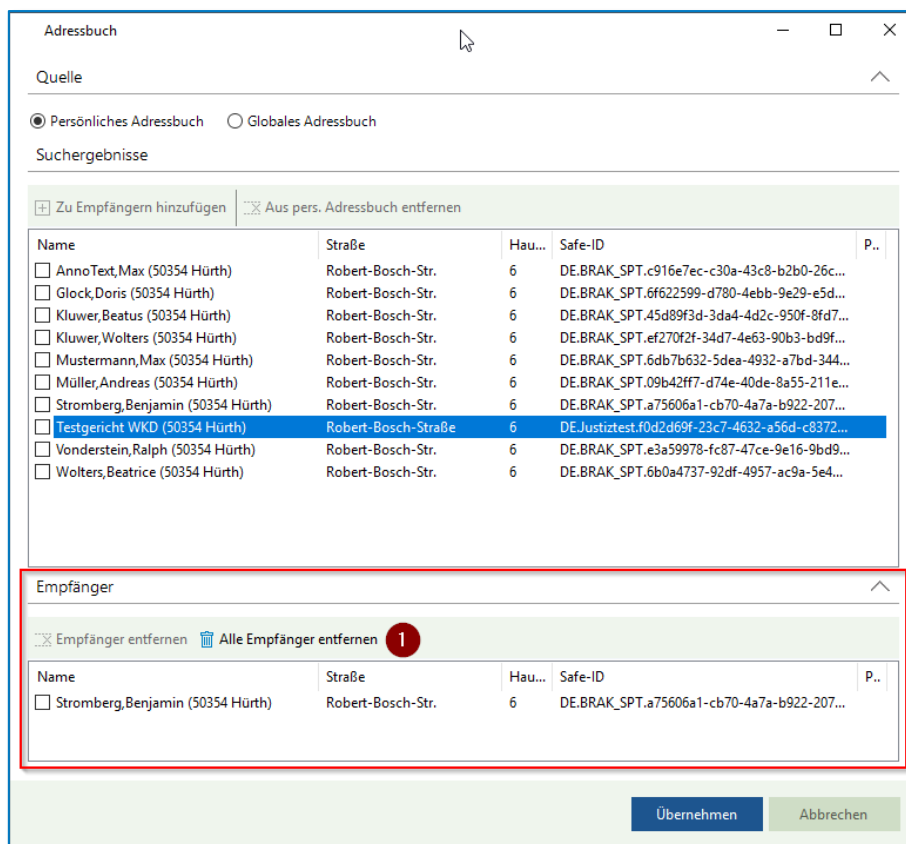 Adressbuch
Quelle
Persönliches Adressbuch Globales Adressbuch
Suchergebnisse
Zu Empfängern hinzufügen Aus pers. Adressbuch entfernen
Name Straße Hau... Safe-ID P..
AnnoText,Max (50354 Hürth) Robert-Bosch-Str. 6 DE.BRAK_SPT.c916e7ec-c30a-43c8-b2b0-26c...
Glock,Doris (50354 Hürth) Robert-Bosch-Str. 6 DE.BRAK_SPT.6f622599-d780-4ebb-9e29-e5d...
Kluwer,Beatus (50354 Hürth) Robert-Bosch-Str. 6 DE.BRAK_SPT.45d89f3d-3da4-4d2c-950f-8fd7...
Kluwer,Wolters (50354 Hürth) Robert-Bosch-Str. 6 DE.BRAK_SPT.ef270f2f-34d7-4e63-90b3-bd9f...
Mustermann,Max (50354 Hürth) Robert-Bosch-Str. 6 DE.BRAK_SPT.6db7b632-5dea-4932-a7bd-344...
Müller,Andreas (50354 Hürth) Robert-Bosch-Str. 6 DE.BRAK_SPT.09b42ff7-d74e-40de-8a55-211e...
Stromberg,Benjamin (50354 Hürth) Robert-Bosch-Str. 6 DE.BRAK_SPT.a75606a1-cb70-4a7a-b922-207...
Testgericht WKD (50354 Hürth) Robert-Bosch-Straße 6 DE.Justiztest.f0d2d69f-23c7-4632-a56d-c8372...
Vonderstein,Ralph (50354 Hürth) Robert-Bosch-Str. 6 DE.BRAK_SPT.e3a59978-fc87-47ce-9e16-9bd9...
Wolters,Beatrice (50354 Hürth) Robert-Bosch-Str. 6 DE.BRAK_SPT.6b0a4737-92df-4957-ac9a-5e4...
Empfänger
Empfänger entfernen Alle Empfänger entfernen 1
Name Straße Hau... Safe-ID P..
Stromberg,Benjamin (50354 Hürth) Robert-Bosch-Str. 6 DE.BRAK_SPT.a75606a1-cb70-4a7a-b922-207...
Übernehmen Abbrechen